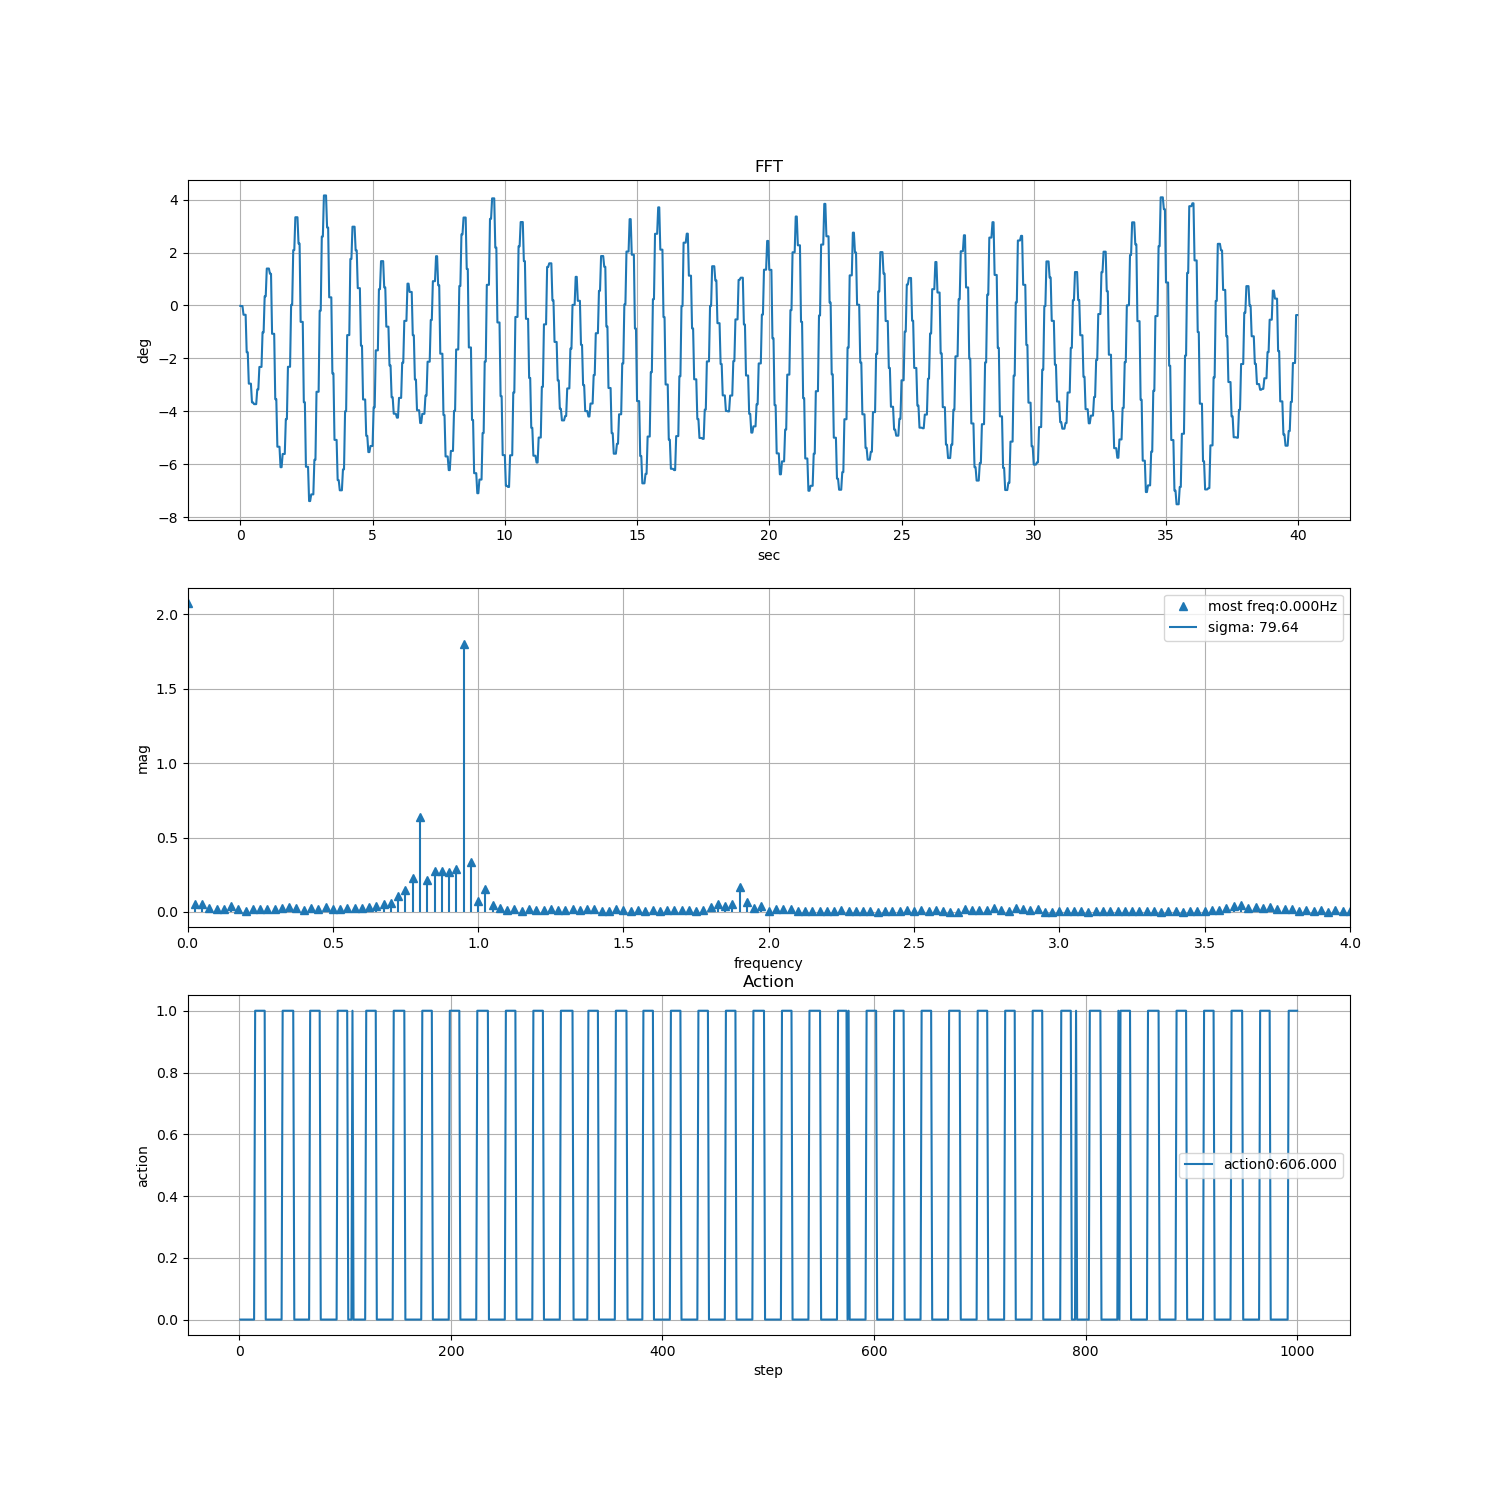 FFT
4
2
0
−2
−4
−6
−8
deg
0 5 10 15 20 25 30 35 40
sec
2.0
1.5
1.0
0.5
0.0
mag
most freq:0.000Hz
sigma: 79.64
0.0 0.5 1.0 1.5 2.0 2.5 3.0 3.5 4.0
frequency
Action
1.0
0.8
0.6
0.4
0.2
0.0
action
action0:606.000
0 200 400 600 800 1000
step